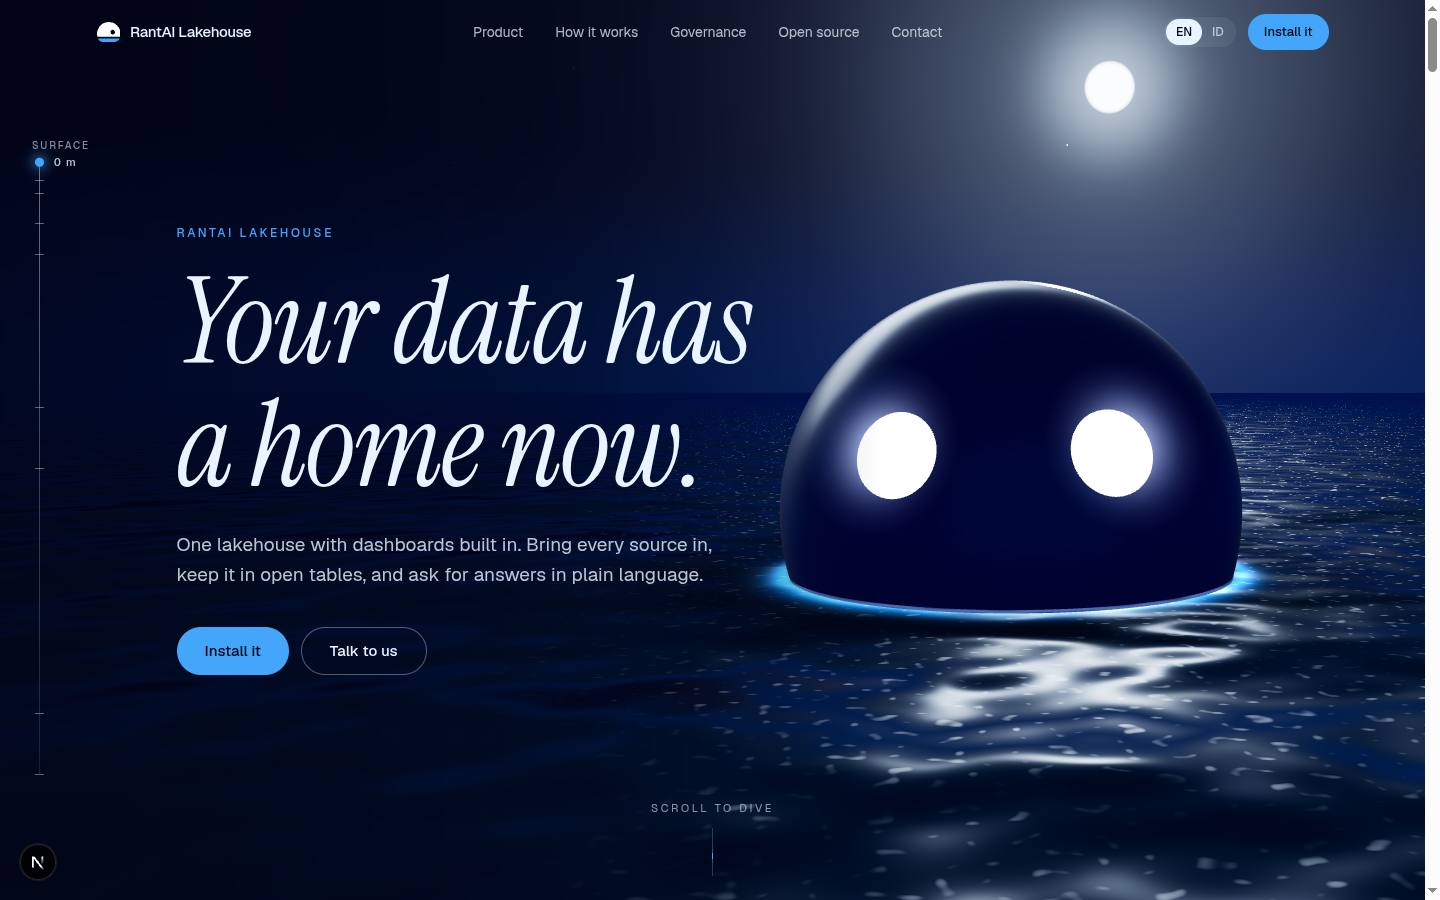 RantAI Lakehouse
Product
How it works
Governance
Open source
Contact
EN
ID
Install it
SURFACE
0 m
RANTAI LAKEHOUSE
Your data has
a home now.
One lakehouse with dashboards built in. Bring every source in,
keep it in open tables, and ask for answers in plain language.
Install it
Talk to us
SCROLL TO DIVE
N